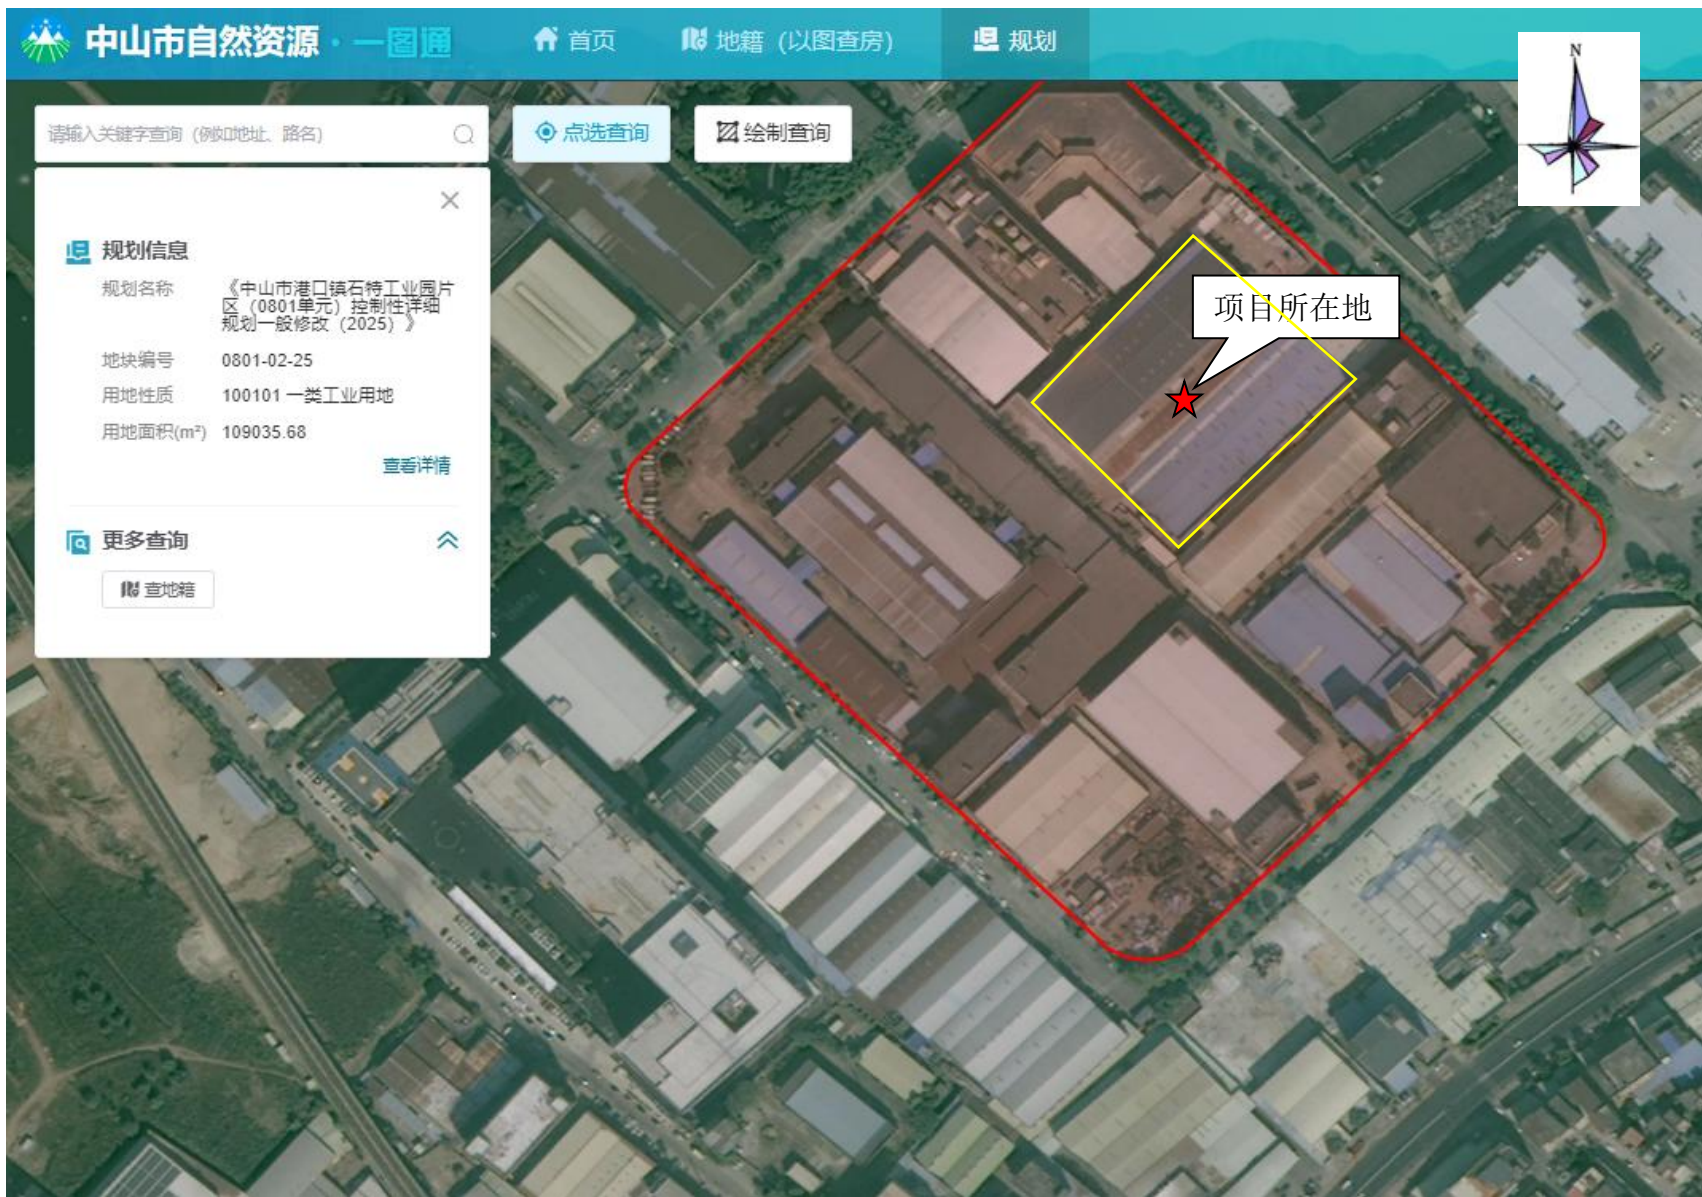 中山市自然资源·一图通
首页
地籍（以图查房）
规划
N
请输入关键字查询（例如地址、路名）
点选查询
绘制查询
规划信息
规划名称
《中山市港口镇石特工业园片
区（0801单元）控制性详细
规划一般修改（2025）》
地块编号 0801-02-25
用地性质 100101 一类工业用地
用地面积(m²) 109035.68
查看详情
更多查询
查地籍
项目所在地